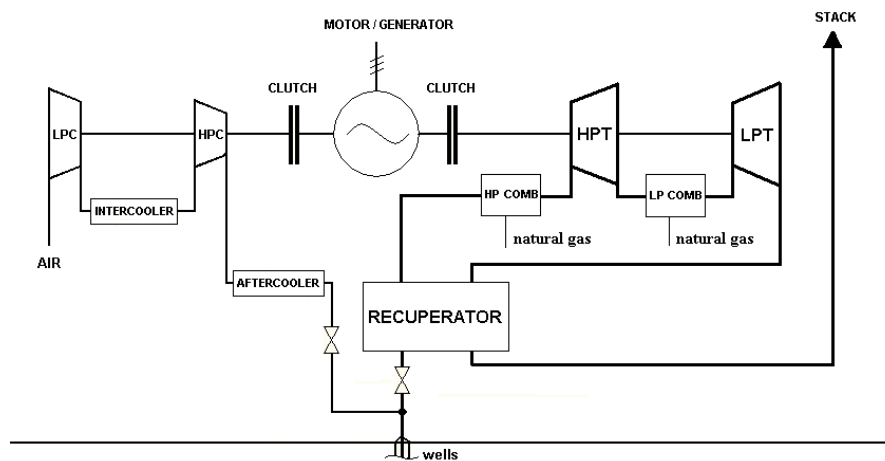 STACK
MOTOR / GENERATOR
CLUTCH
CLUTCH
LPC
HPC
HPT
LPT
HP COMB
LP COMB
INTERCOOLER
natural gas
natural gas
AIR
AFTERCOOLER
RECUPERATOR
wells